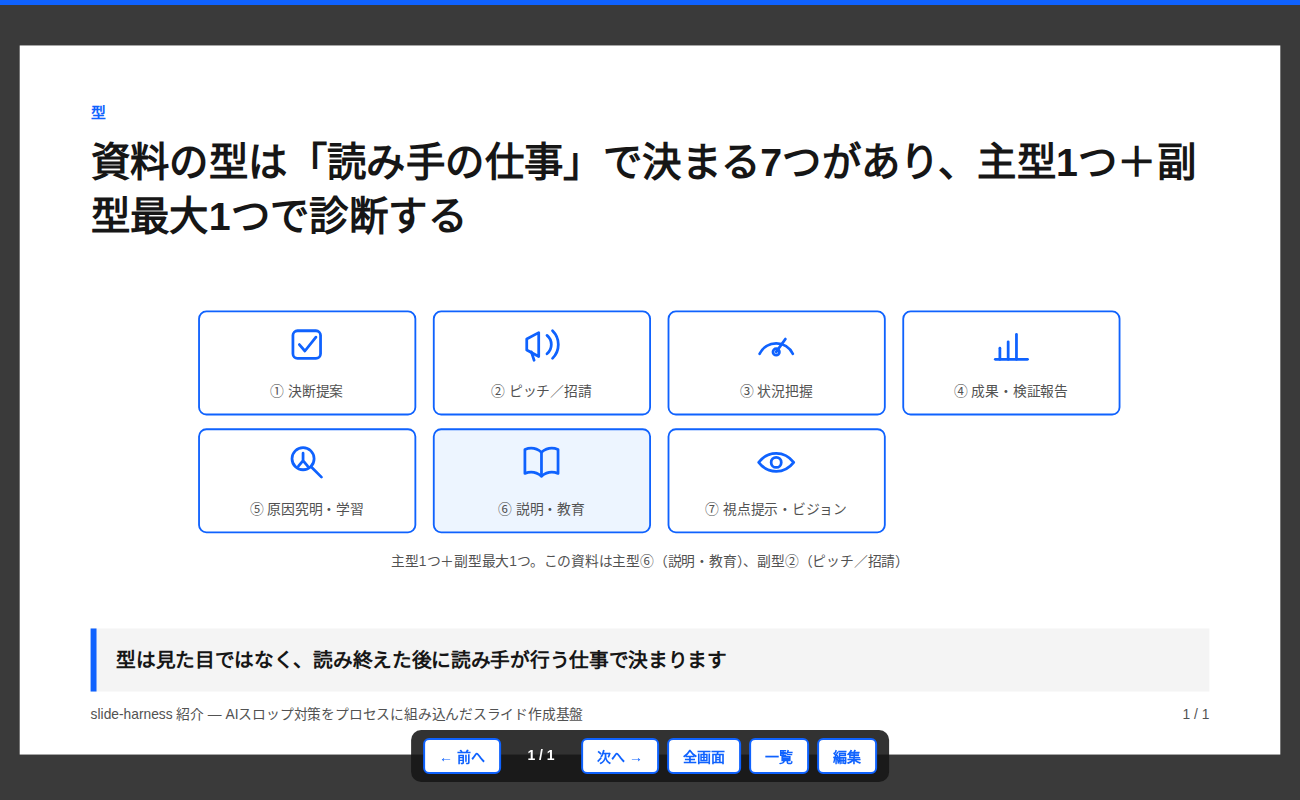 型
資料の型は「読み手の仕事」で決まる7つがあり、主型1つ＋副
型最大1つで診断する
① 決断提案
② ピッチ／招請
③ 状況把握
④ 成果・検証報告
⑤ 原因究明・学習
⑥ 説明・教育
⑦ 視点提示・ビジョン
主型1つ＋副型最大1つ。この資料は主型⑥（説明・教育）、副型②（ピッチ／招請）
型は見た目ではなく、読み終えた後に読み手が行う仕事で決まります
slide-harness 紹介 — AIスロップ対策をプロセスに組み込んだスライド作成基盤
1 / 1
← 前へ
1 / 1
次へ →
全画面
一覧
編集